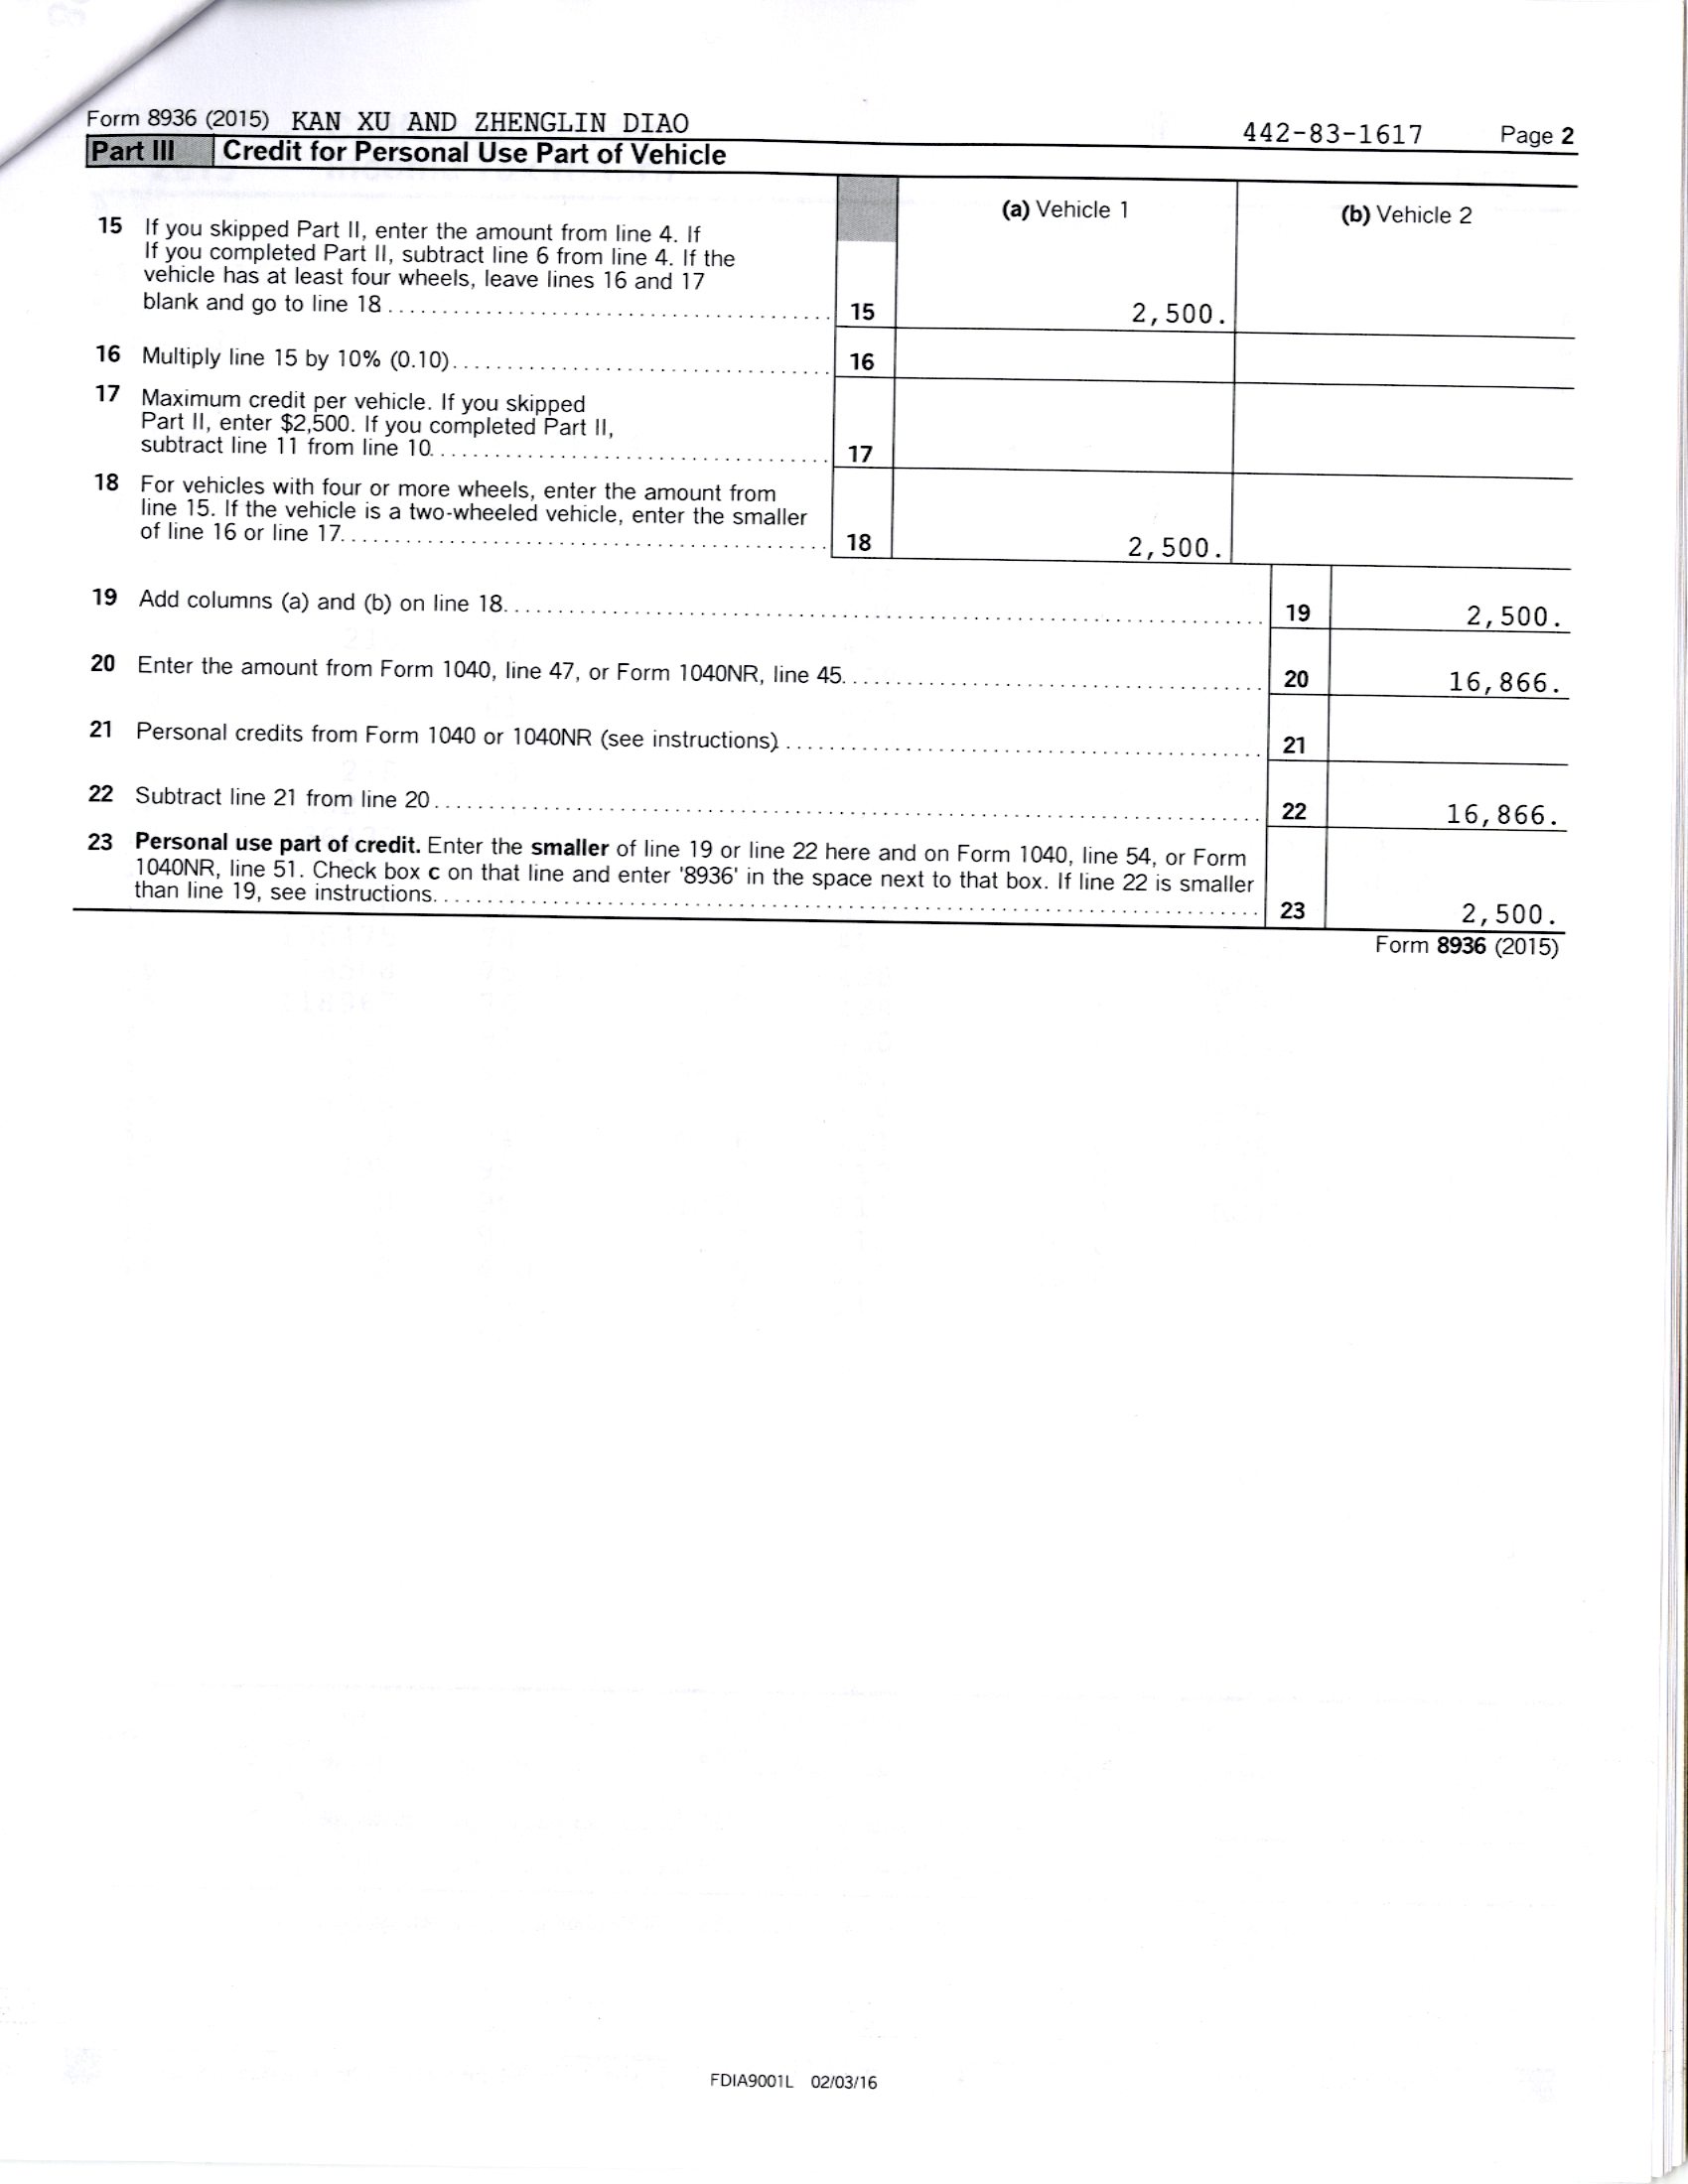 Form 8936 (2015) KAN XU AND ZHENGLIN DIAO 442-83-1617 Page 2
Part III Credit for Personal Use Part of Vehicle
(a) Vehicle 1 (b) Vehicle 2
15 If you skipped Part II, enter the amount from line 4. If
If you completed Part II, subtract line 6 from line 4. If the
vehicle has at least four wheels, leave lines 16 and 17
blank and go to line 18 15 2,500.
16 Multiply line 15 by 10% (0.10) 16
17 Maximum credit per vehicle. If you skipped
Part II, enter $2,500. If you completed Part II,
subtract line 11 from line 10 17
18 For vehicles with four or more wheels, enter the amount from
line 15. If the vehicle is a two-wheeled vehicle, enter the smaller
of line 16 or line 17 18 2,500.
19 Add columns (a) and (b) on line 18 19 2,500.
20 Enter the amount from Form 1040, line 47, or Form 1040NR, line 45 20 16,866.
21 Personal credits from Form 1040 or 1040NR (see instructions) 21
22 Subtract line 21 from line 20 22 16,866.
23 Personal use part of credit. Enter the smaller of line 19 or line 22 here and on Form 1040, line 54, or Form
1040NR, line 51. Check box c on that line and enter '8936' in the space next to that box. If line 22 is smaller
than line 19, see instructions 23 2,500.
Form 8936 (2015)
FDIA9001L 02/03/16